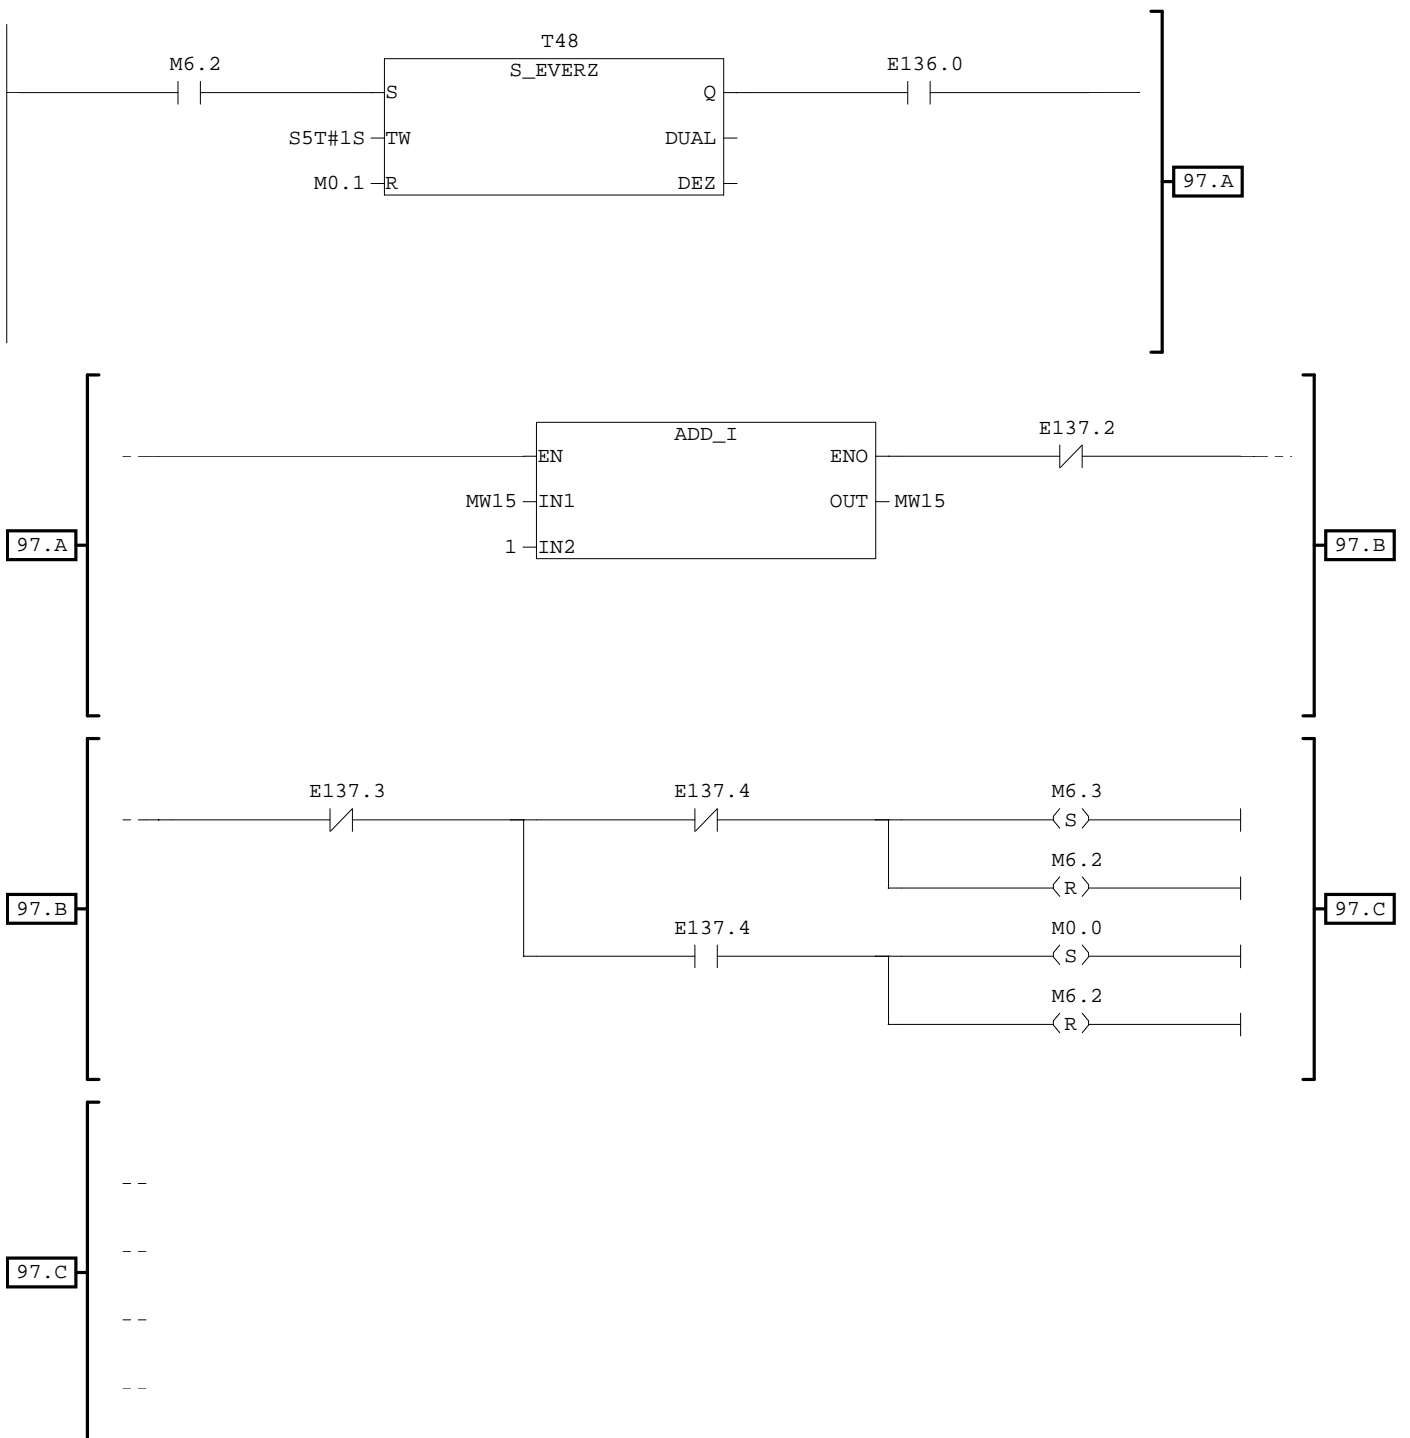 T48
M6.2
S_EVERZ
E136.0
S
Q
S5T#1S
TW
DUAL
M0.1
R
DEZ
97.A
ADD_I
E137.2
EN
ENO
MW15
IN1
OUT
MW15
97.A
1
IN2
97.B
E137.3
E137.4
M6.3
S
M6.2
R
97.B
97.C
E137.4
M0.0
S
M6.2
R
97.C